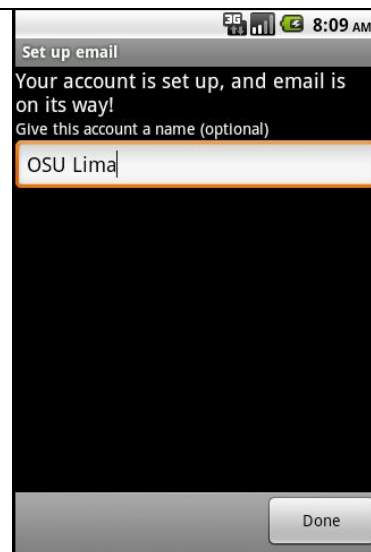 3G 8:09 AM
Set up email
Your account is set up, and email is
on its way!
Give this account a name (optional)
OSU Lima
Done